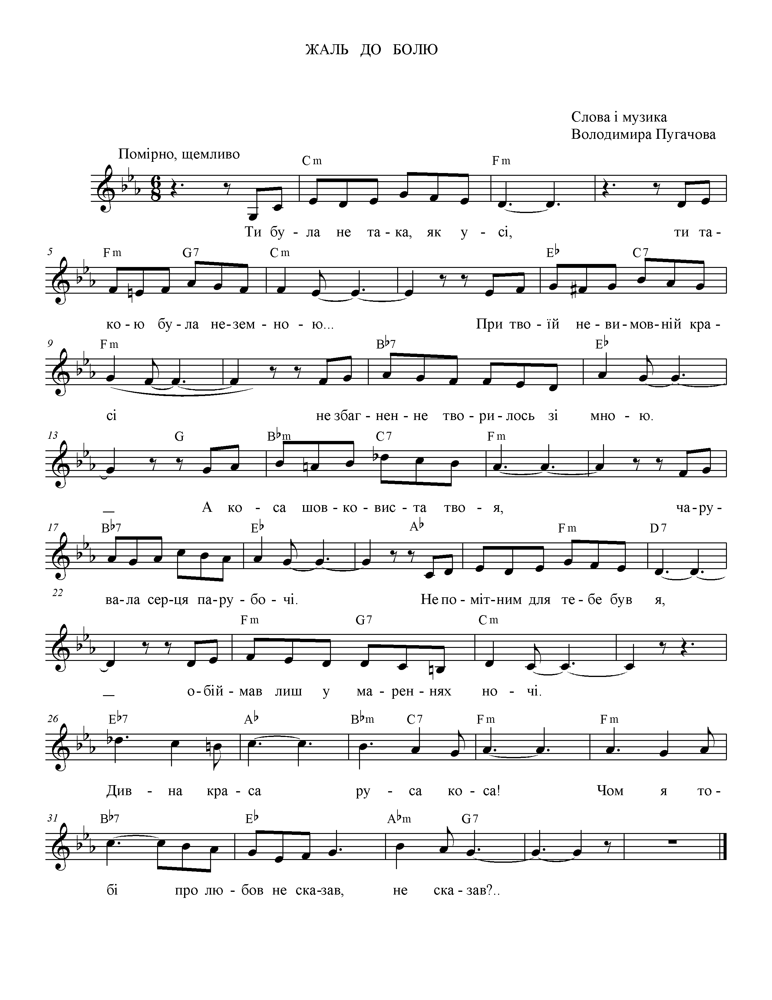 ЖАЛЬ ДО БОЛЮ
Слова і музика
Володимира Пугачова
Помірно, щемливо
Cm Fm
6
8
Ти бу - ла не та - ка, як у - сі, ти та -
5 Fm G7 Cm E♭ C7
ко - ю бу - ла не - зем - но - ю... При тво - їй не - ви - мов - ній кра -
9 Fm B♭7 E♭
сі не збаг - нен - не тво - ри - лось зі мно - ю.
13 G B♭m C7 Fm
А ко - са шов - ко - вис - та тво - я, ча - ру -
17 B♭7 E♭ A♭ Fm D7
ва - ла сер - ця па - ру - бо - чі. Не по - міт - ним для те - бе був я,
22
Fm G7 Cm
о - бій - мав лиш у ма - рен - нях но - чі.
26 E♭7 A♭ B♭m C7 Fm Fm
Див - на кра - са ру - са ко - са! Чом я то -
31 B♭7 E♭ A♭m G7
бі про лю - бов не ска - зав, не ска - зав?..